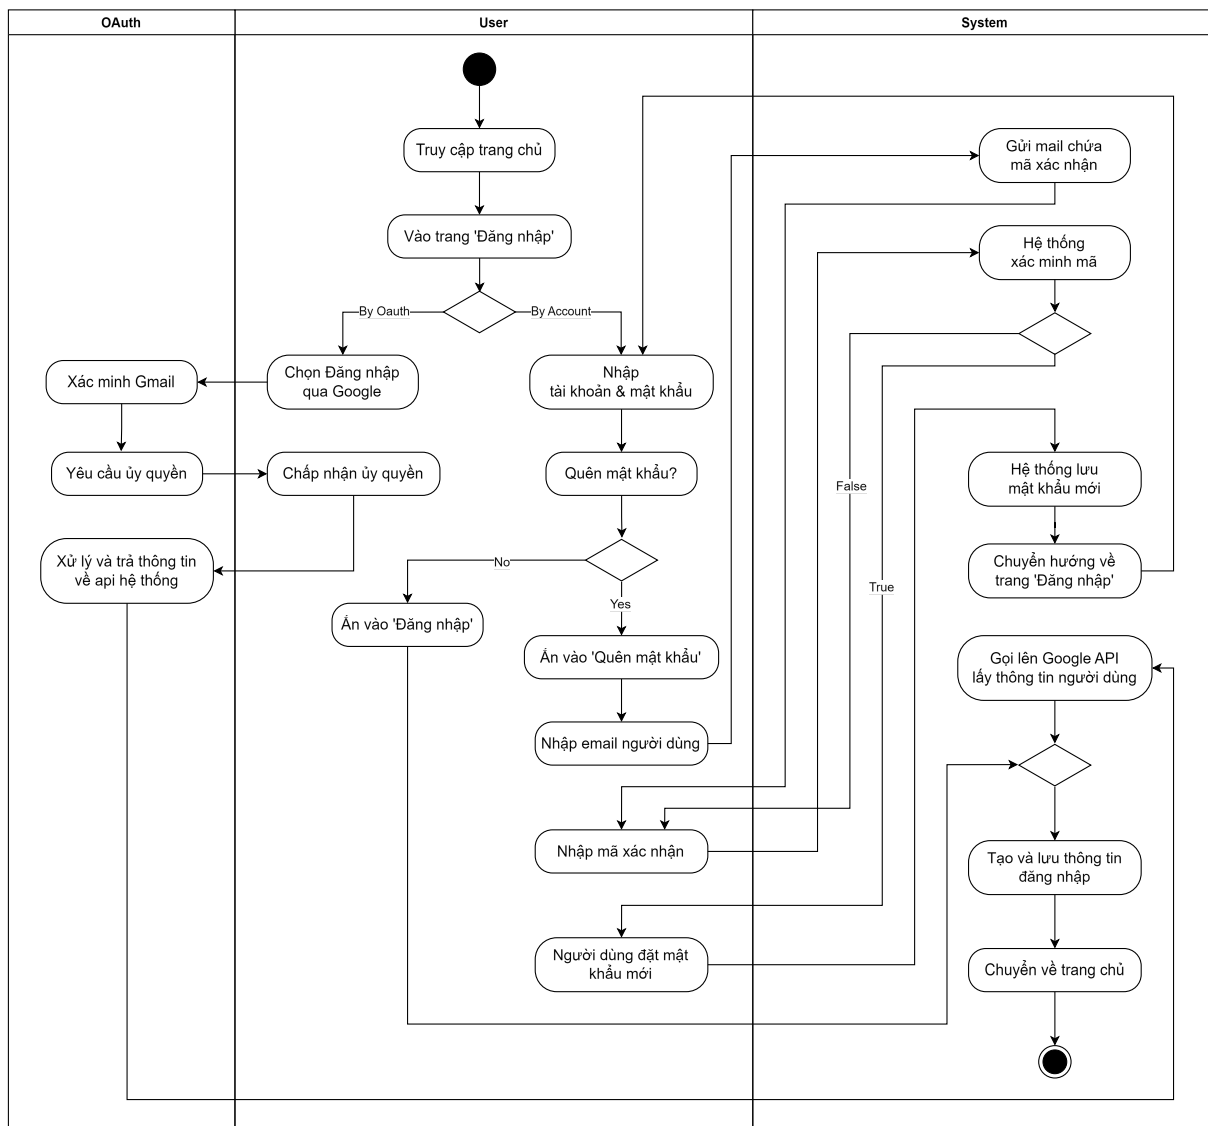 OAuth
User
System
Truy cập trang chủ
Gửi mail chứa
mã xác nhận
Vào trang 'Đăng nhập'
Hệ thống
xác minh mã
By Oauth
By Account
Xác minh Gmail
Chọn Đăng nhập
qua Google
Nhập
tài khoản & mật khẩu
Yêu cầu ủy quyền
Chấp nhận ủy quyền
Quên mật khẩu?
False
Hệ thống lưu
mật khẩu mới
Xử lý và trả thông tin
về api hệ thống
No
Chuyển hướng về
trang 'Đăng nhập'
True
Yes
Ấn vào 'Đăng nhập'
Ấn vào 'Quên mật khẩu'
Gọi lên Google API
lấy thông tin người dùng
Nhập email người dùng
Nhập mã xác nhận
Tạo và lưu thông tin
đăng nhập
Người dùng đặt mật
khẩu mới
Chuyển về trang chủ